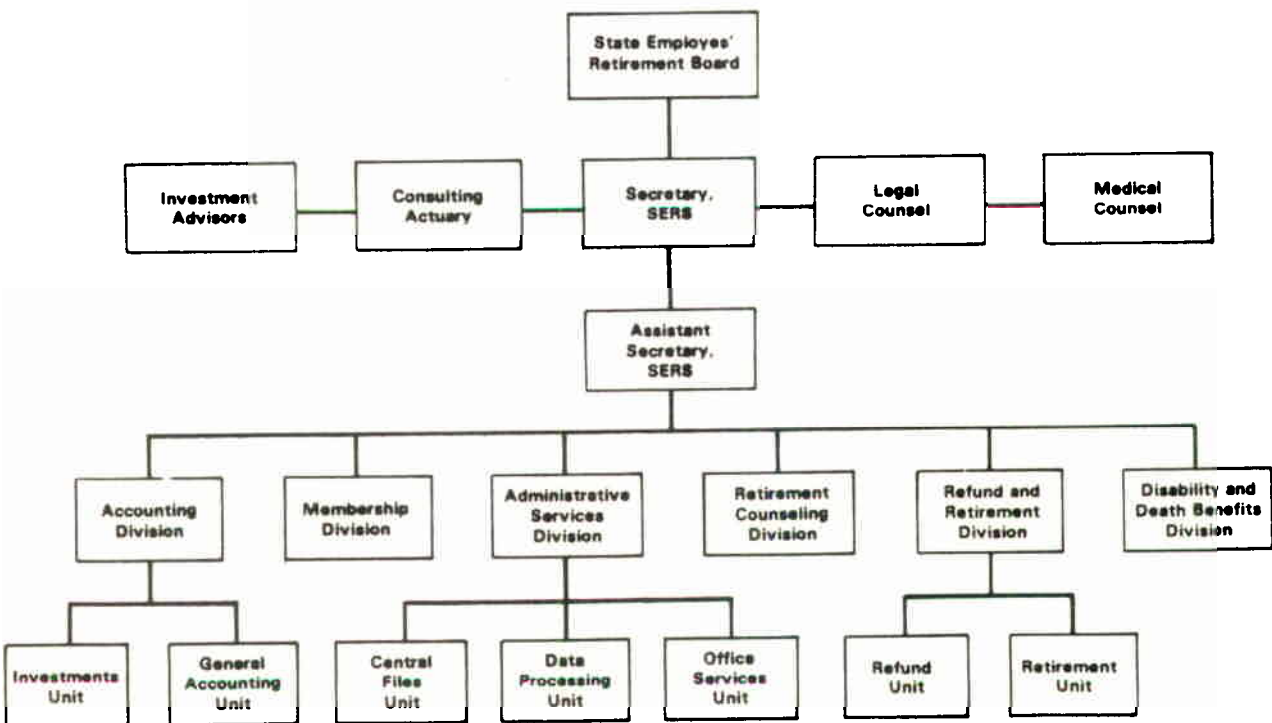 State Employes'
Retirement Board
Investment
Advisors
Consulting
Actuary
Secretary,
SERS
Legal
Counsel
Medical
Counsel
Assistant
Secretary,
SERS
Accounting
Division
Membership
Division
Administrative
Services
Division
Retirement
Counseling
Division
Refund and
Retirement
Division
Disability and
Death Benefits
Division
Investments
Unit
General
Accounting
Unit
Central
Files
Unit
Data
Processing
Unit
Office
Services
Unit
Refund
Unit
Retirement
Unit